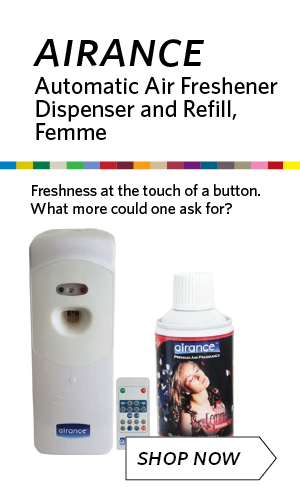 AIRANCE
Automatic Air Freshener
Dispenser and Refill,
Femme
Freshness at the touch of a button.
What more could one ask for?
airance
airance
PREMIUM AIR FRAGRANCE
Femme
SHOP NOW